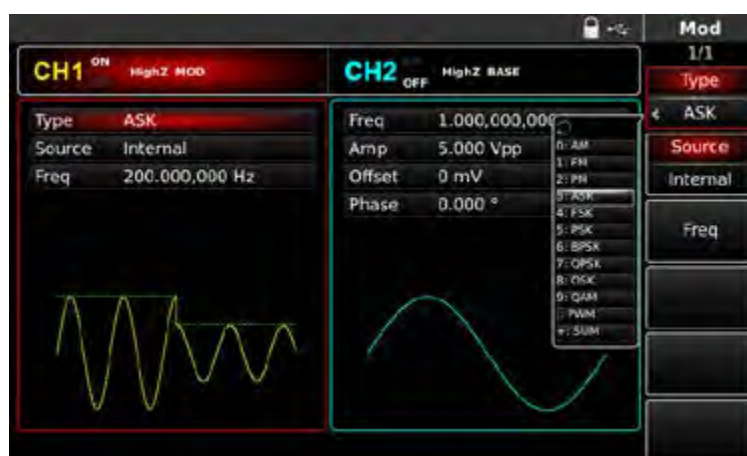 Mod
1/1
CH1 ON HighZ MOD
CH2 OFF HighZ BASE
Type
Type ASK
Source Internal
Freq 200.000,000 Hz
Freq 1.000,000,000
Amp 5.000 Vpp
Offset 0 mV
Phase 0.000 °
0: AM
1: FM
2: PM
3: ASK
4: FSK
5: PSK
6: BPSK
7: QPSK
8: OSK
9: QAM
.: PWM
+: SUM
ASK
Source
Internal
Freq